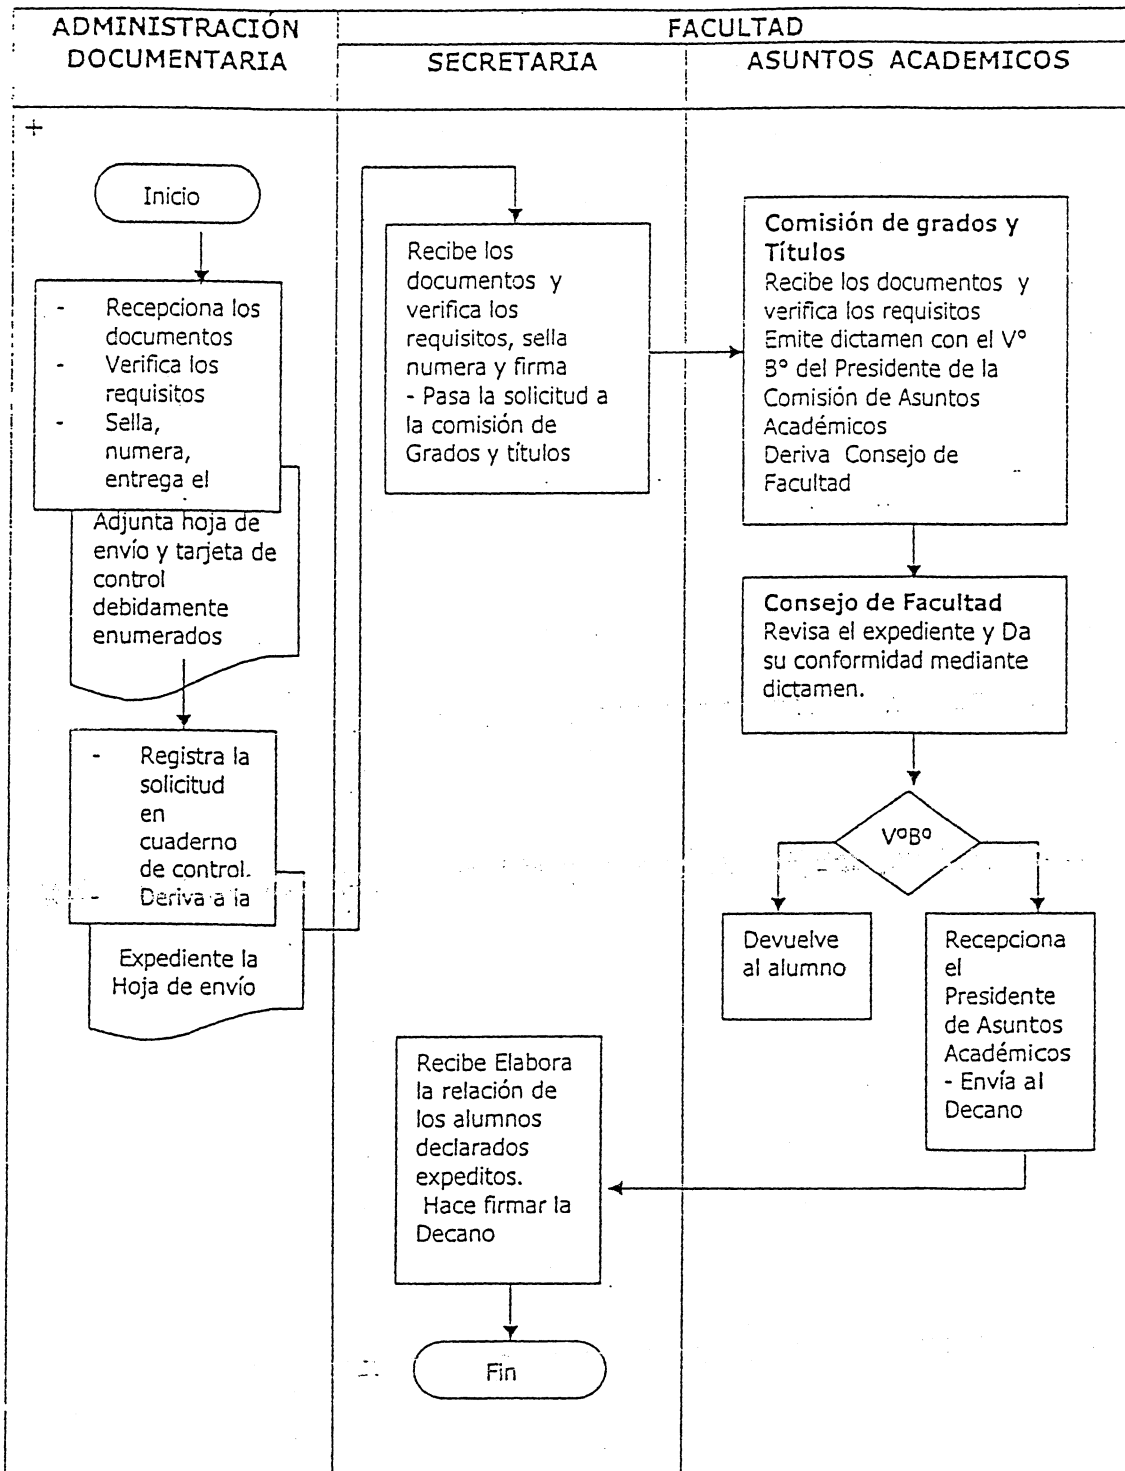 ADMINISTRACIÓN
DOCUMENTARIA
FACULTAD
SECRETARIA
ASUNTOS ACADEMICOS
+
Inicio
- Recepciona los
documentos
- Verifica los
requisitos
- Sella,
numera,
entrega el
Adjunta hoja de
envío y tarjeta de
control
debidamente
enumerados
- Registra la
solicitud
en
cuaderno
de control.
- Deriva a la
Expediente la
Hoja de envío
Recibe los
documentos y
verifica los
requisitos, sella
numera y firma
- Pasa la solicitud a
la comisión de
Grados y títulos
Comisión de grados y
Títulos
Recibe los documentos y
verifica los requisitos
Emite dictamen con el Vº
Bº del Presidente de la
Comisión de Asuntos
Académicos
Deriva Consejo de
Facultad
Consejo de Facultad
Revisa el expediente y Da
su conformidad mediante
dictamen.
VºBº
Devuelve
al alumno
Recepciona
el
Presidente
de Asuntos
Académicos
- Envía al
Decano
Recibe Elabora
la relación de
los alumnos
declarados
expeditos.
Hace firmar la
Decano
Fin